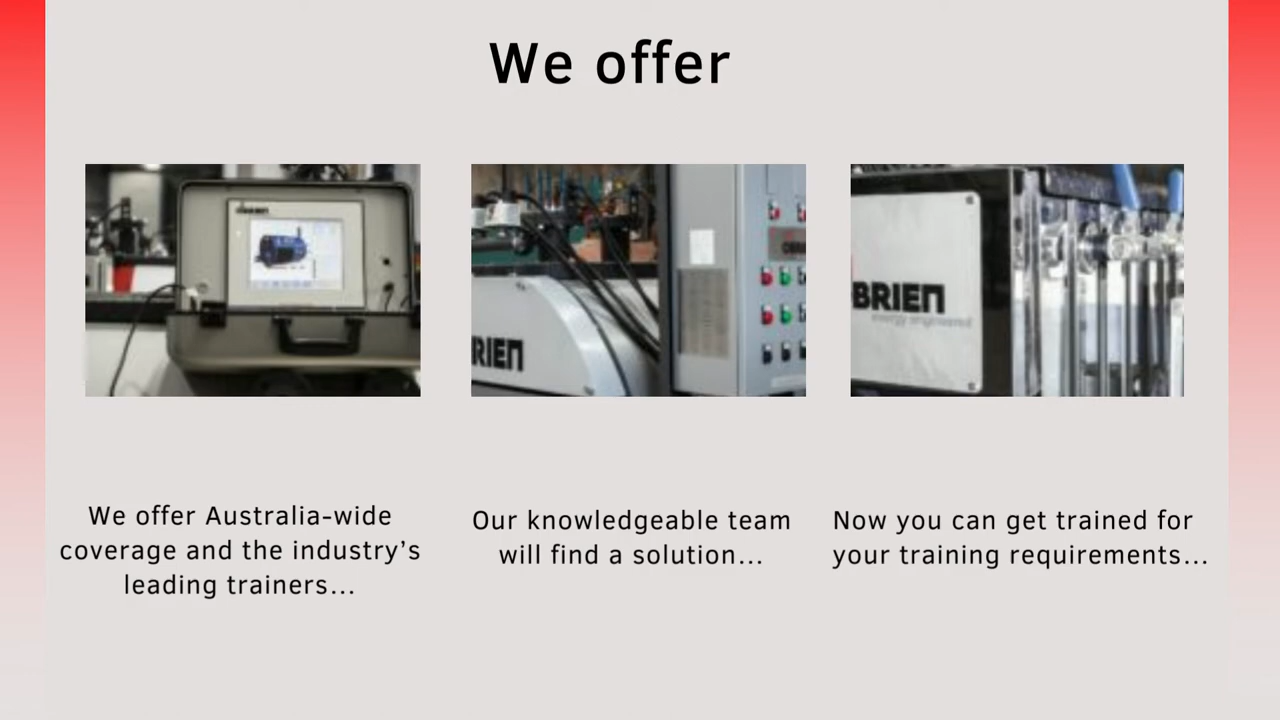 We offer
BRIEN
energy engineered
RIEN
We offer Australia-wide
coverage and the industry's
leading trainers...
Our knowledgeable team
will find a solution...
Now you can get trained for
your training requirements...